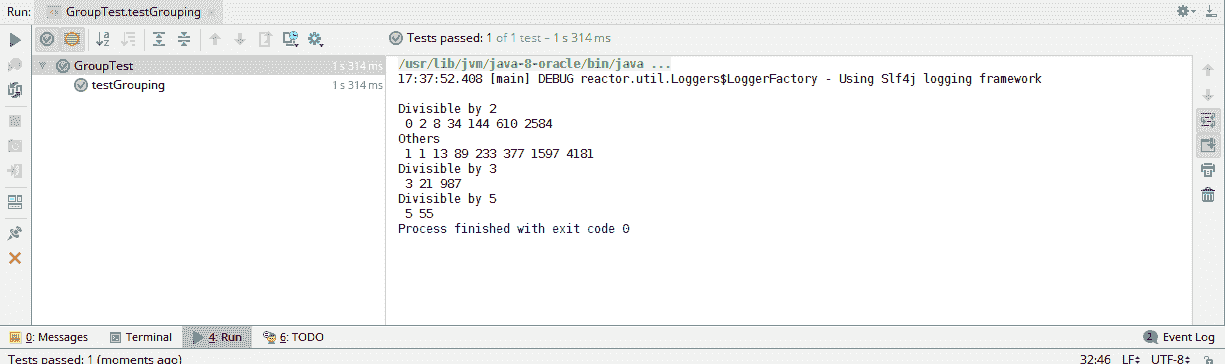 Run: GroupTest.testGrouping
Tests passed: 1 of 1 test – 1 s 314 ms
GroupTest 1 s 314 ms
testGrouping 1 s 314 ms
/usr/lib/jvm/java-8-oracle/bin/java ...
17:37:52.408 [main] DEBUG reactor.util.Loggers$LoggerFactory - Using Slf4j logging framework
Divisible by 2
0 2 8 34 144 610 2584
Others
1 1 13 89 233 377 1597 4181
Divisible by 3
3 21 987
Divisible by 5
5 55
Process finished with exit code 0
0: Messages Terminal 4: Run 6: TODO 2 Event Log
Tests passed: 1 (moments ago) 32:46 LF÷ UTF-8÷